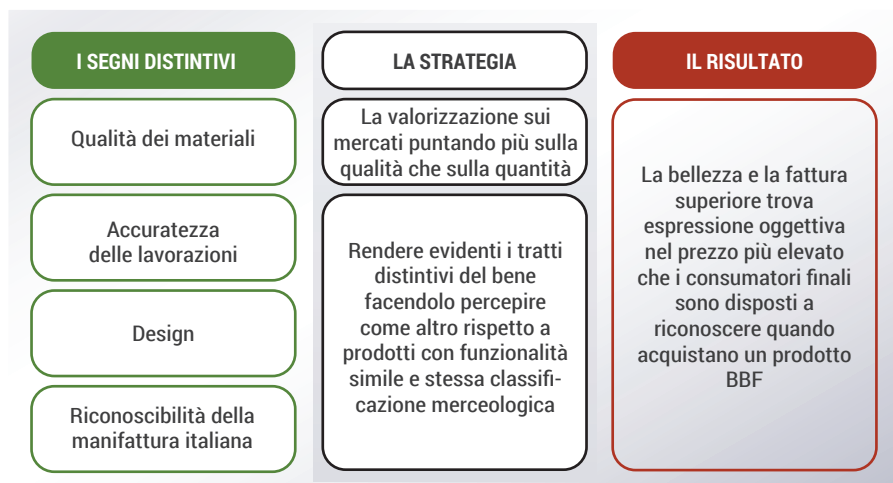 I SEGNI DISTINTIVI
Qualità dei materiali
Accuratezza
delle lavorazioni
Design
Riconoscibilità della
manifattura italiana
LA STRATEGIA
La valorizzazione sui
mercati puntando più sulla
qualità che sulla quantità
Rendere evidenti i tratti
distintivi del bene
facendolo percepire
come altro rispetto a
prodotti con funzionalità
simile e stessa classifi-
cazione merceologica
IL RISULTATO
La bellezza e la fattura
superiore trova
espressione oggettiva
nel prezzo più elevato
che i consumatori finali
sono disposti a
riconoscere quando
acquistano un prodotto
BBF